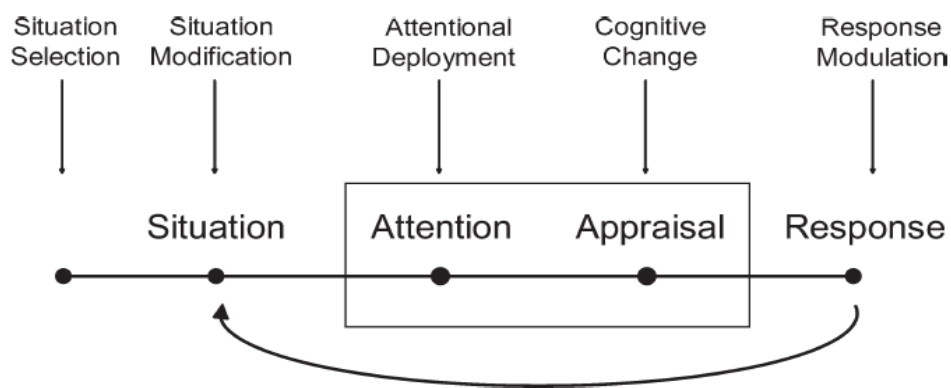 Situation
Selection
Situation
Modification
Attentional
Deployment
Cognitive
Change
Response
Modulation
Situation
Attention
Appraisal
Response